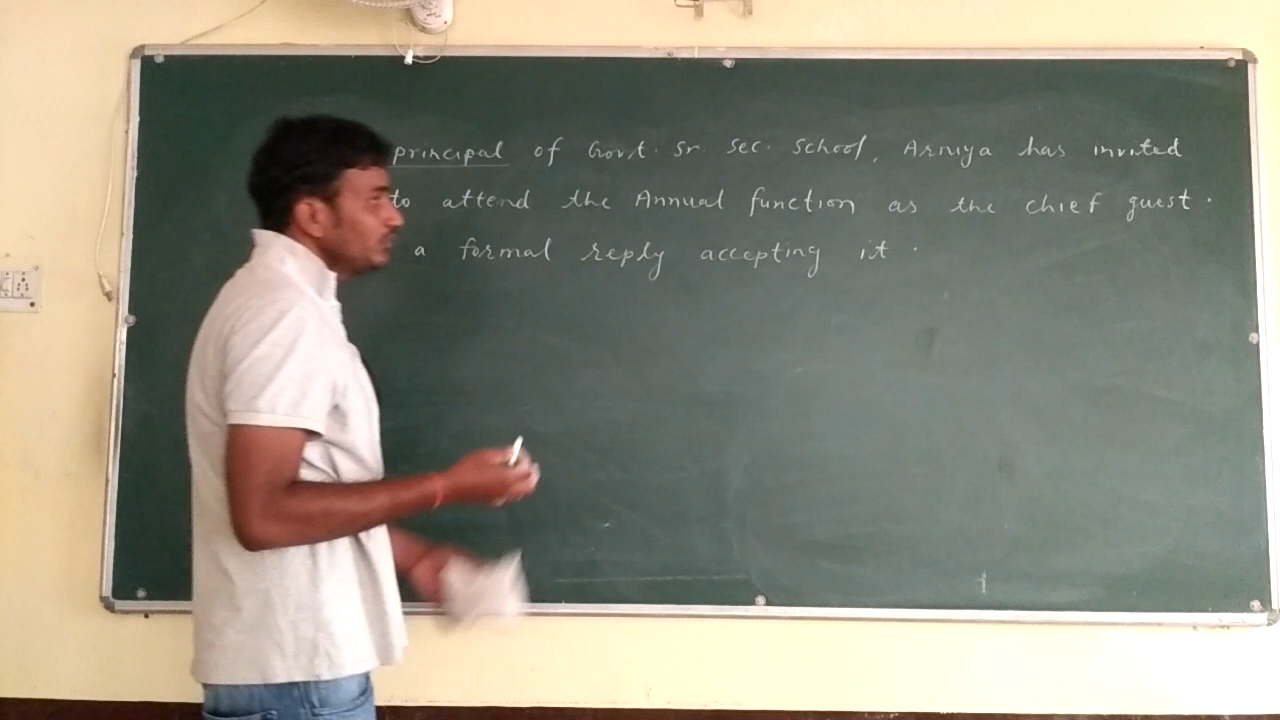 principal of Govt. Sr. Sec. School, Arniya has invited
to attend the Annual function as the chief guest.
a formal reply accepting it.